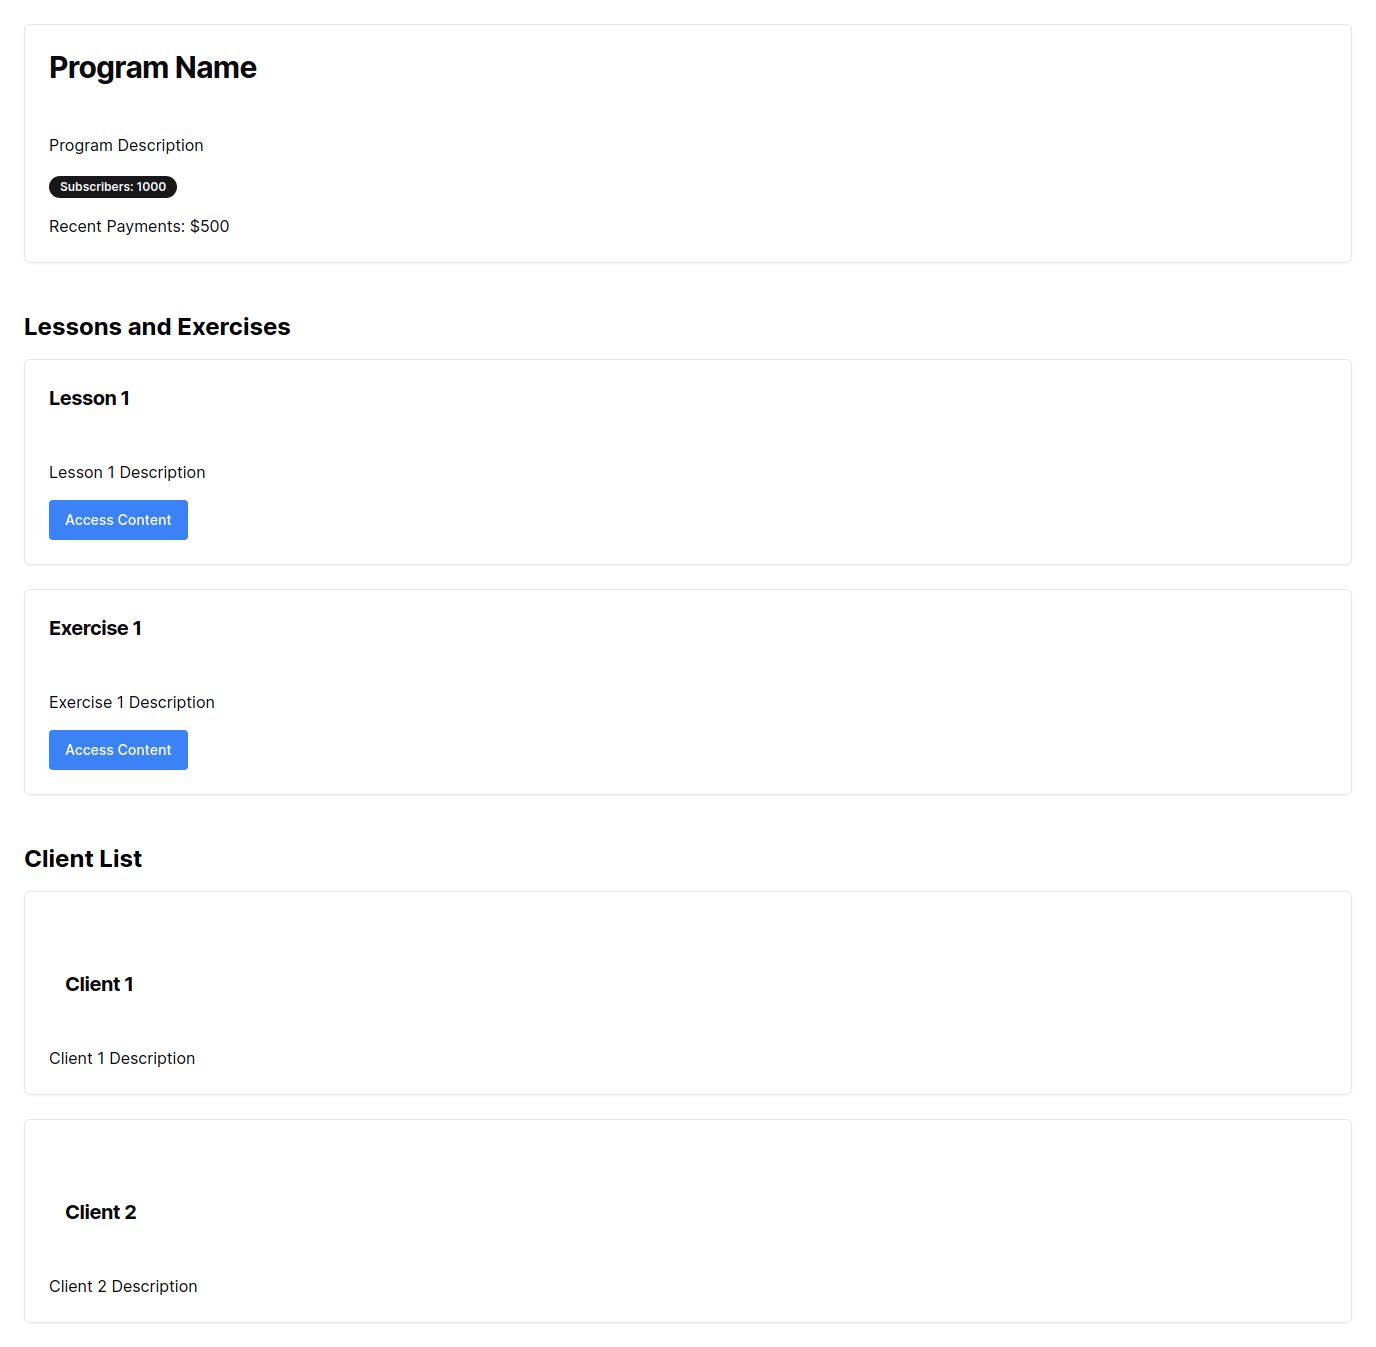 Program Name
Program Description
Subscribers: 1000
Recent Payments: $500
Lessons and Exercises
Lesson 1
Lesson 1 Description
Access Content
Exercise 1
Exercise 1 Description
Access Content
Client List
Client 1
Client 1 Description
Client 2
Client 2 Description